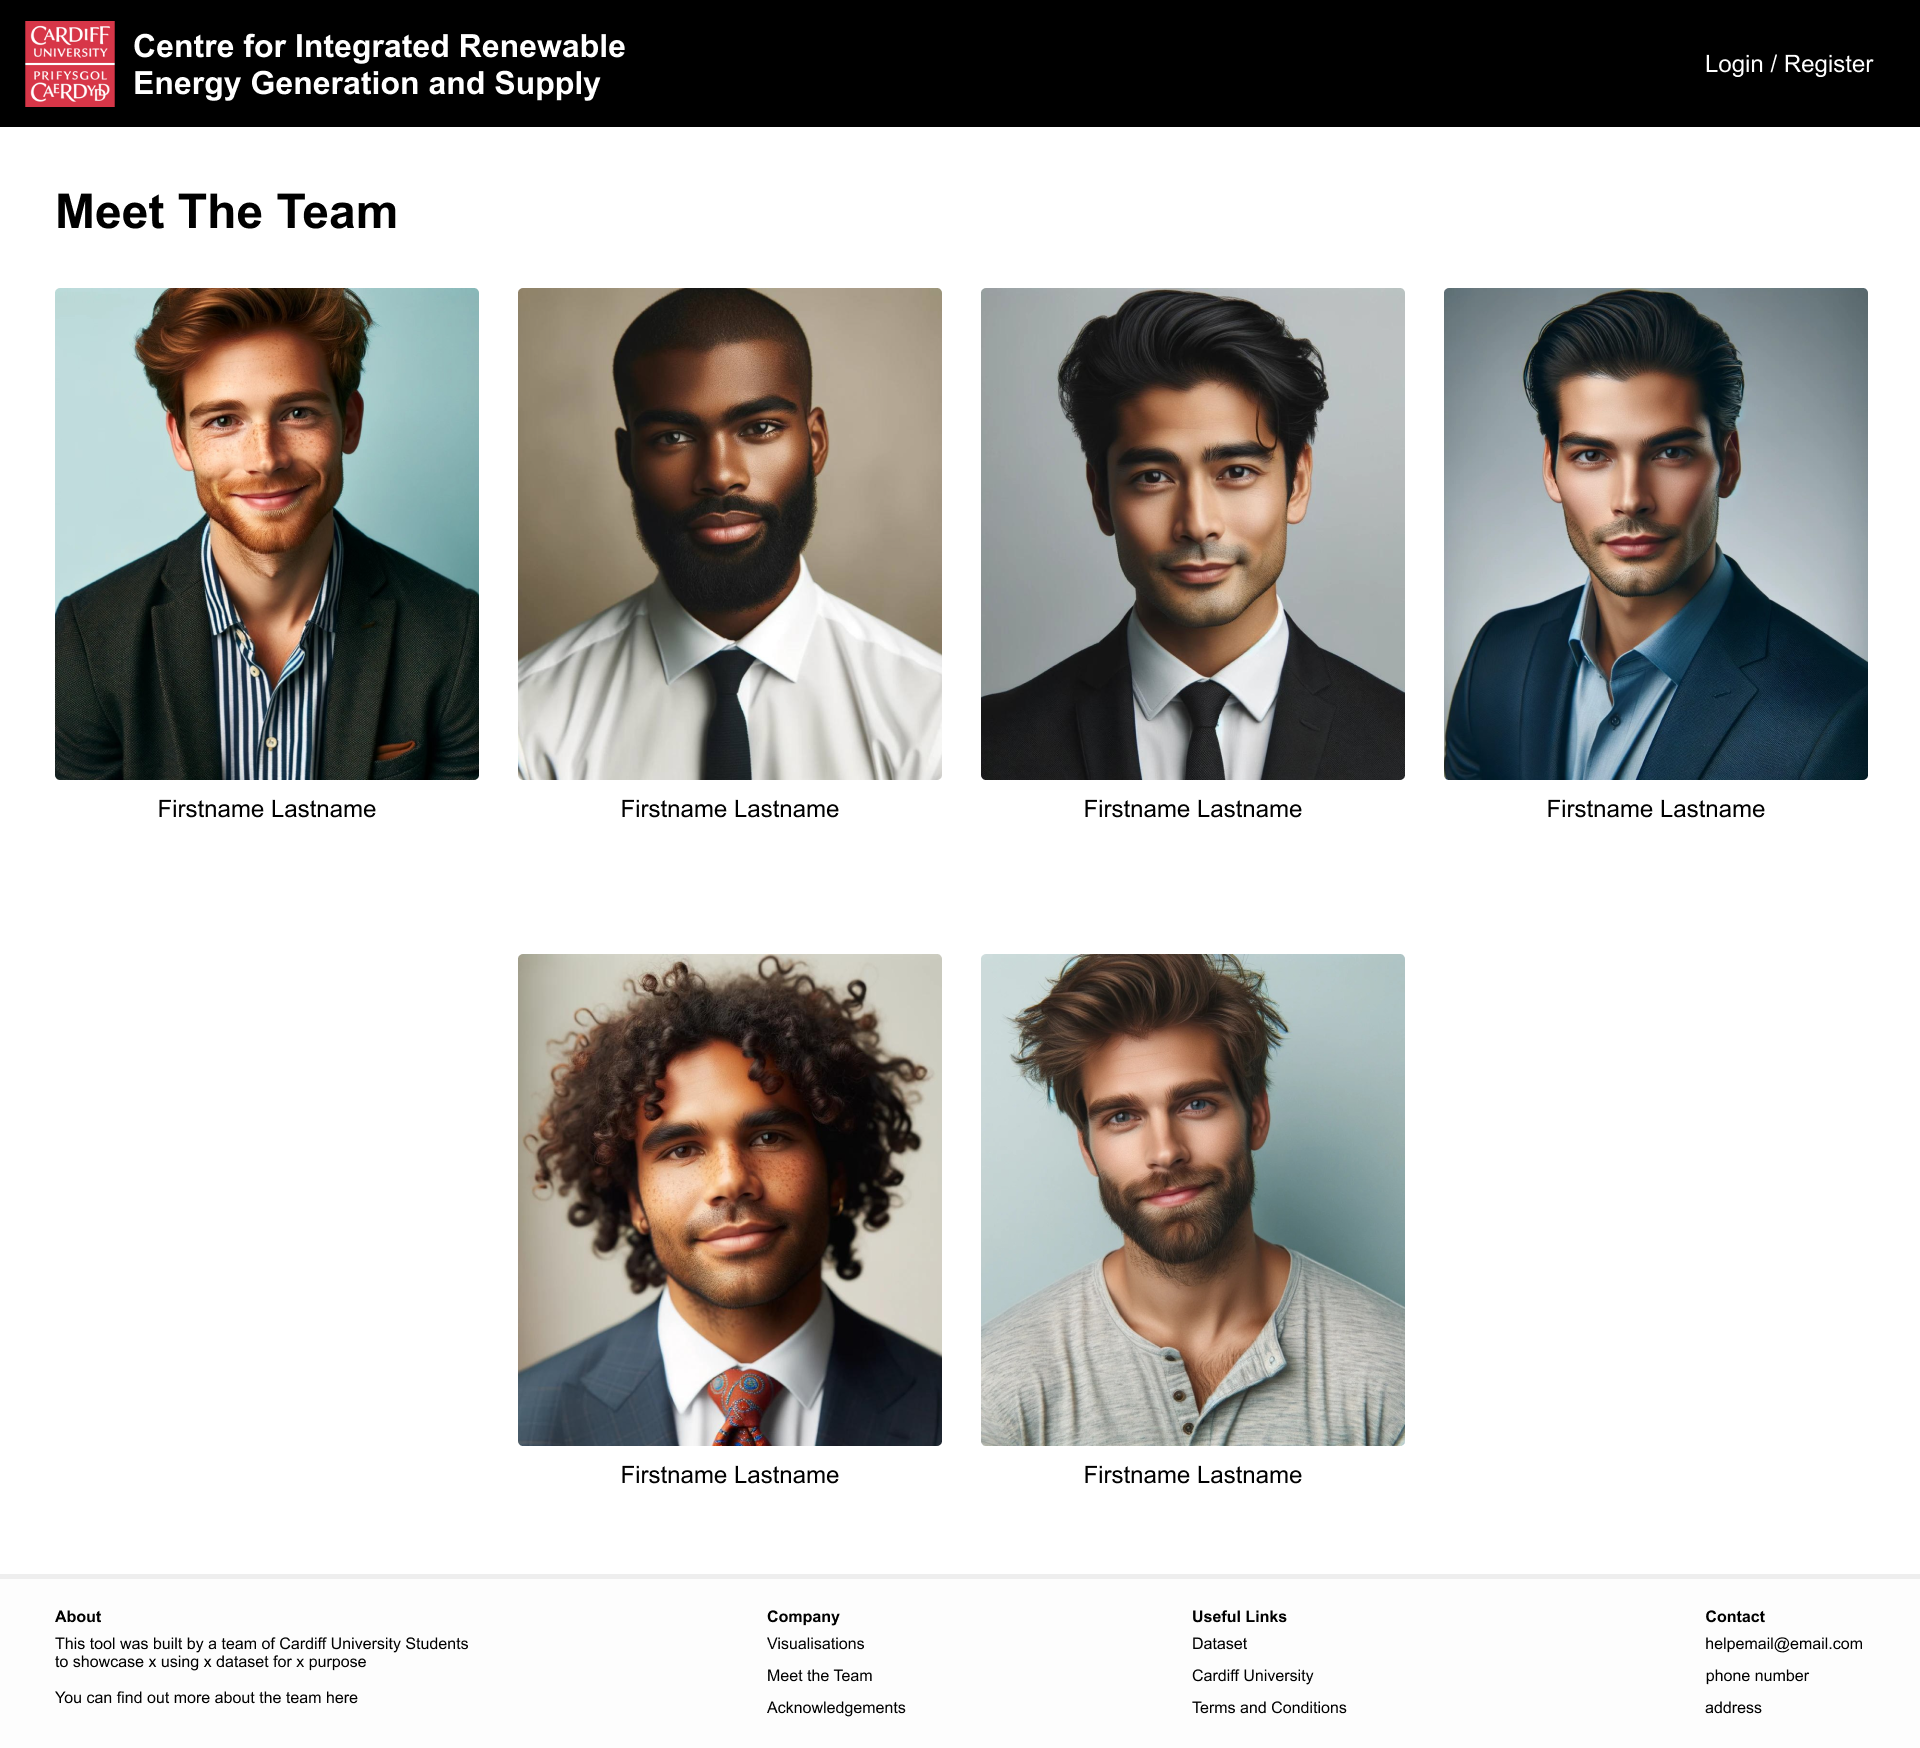 CARDIFF
UNIVERSITY
PRIFYSGOL
CAERDYDD
Centre for Integrated Renewable
Energy Generation and Supply
Login / Register
Meet The Team
Firstname Lastname
Firstname Lastname
Firstname Lastname
Firstname Lastname
Firstname Lastname
Firstname Lastname
About
This tool was built by a team of Cardiff University Students
to showcase x using x dataset for x purpose
You can find out more about the team here
Company
Visualisations
Meet the Team
Acknowledgements
Useful Links
Dataset
Cardiff University
Terms and Conditions
Contact
helpemail@email.com
phone number
address